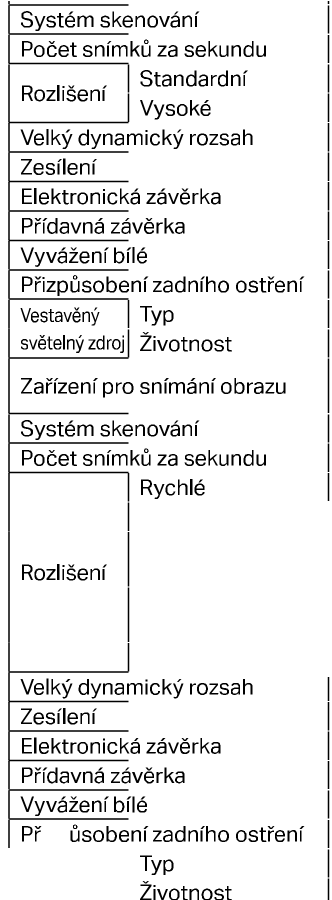 Systém skenování
Počet snímků za sekundu
Standardní
Rozlišení
Vysoké
Velký dynamický rozsah
Zesílení
Elektronická závěrka
Přídavná závěrka
Vyvážení bílé
Přizpůsobení zadního ostření
Vestavěný
světelný zdroj
Typ
Životnost
Zařízení pro snímání obrazu
Systém skenování
Počet snímků za sekundu
Rychlé
Rozlišení
Velký dynamický rozsah
Zesílení
Elektronická závěrka
Přídavná závěrka
Vyvážení bílé
Př ůsobení zadního ostření
Typ
Životnost